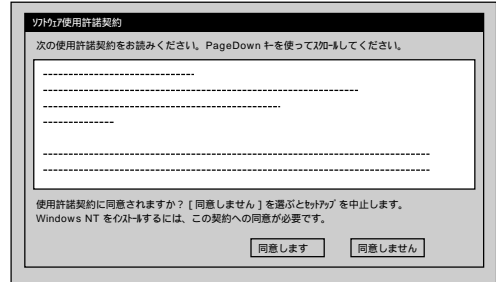 ソフトウェア使用許諾契約
次の使用許諾契約をお読みください。PageDown キーを使ってスクロールしてください。
使用許諾契約に同意されますか？[ 同意しません ] を選ぶとセットアップ を中止します。
Windows NT をインストールするには、この契約への同意が必要です。
同意します 同意しません